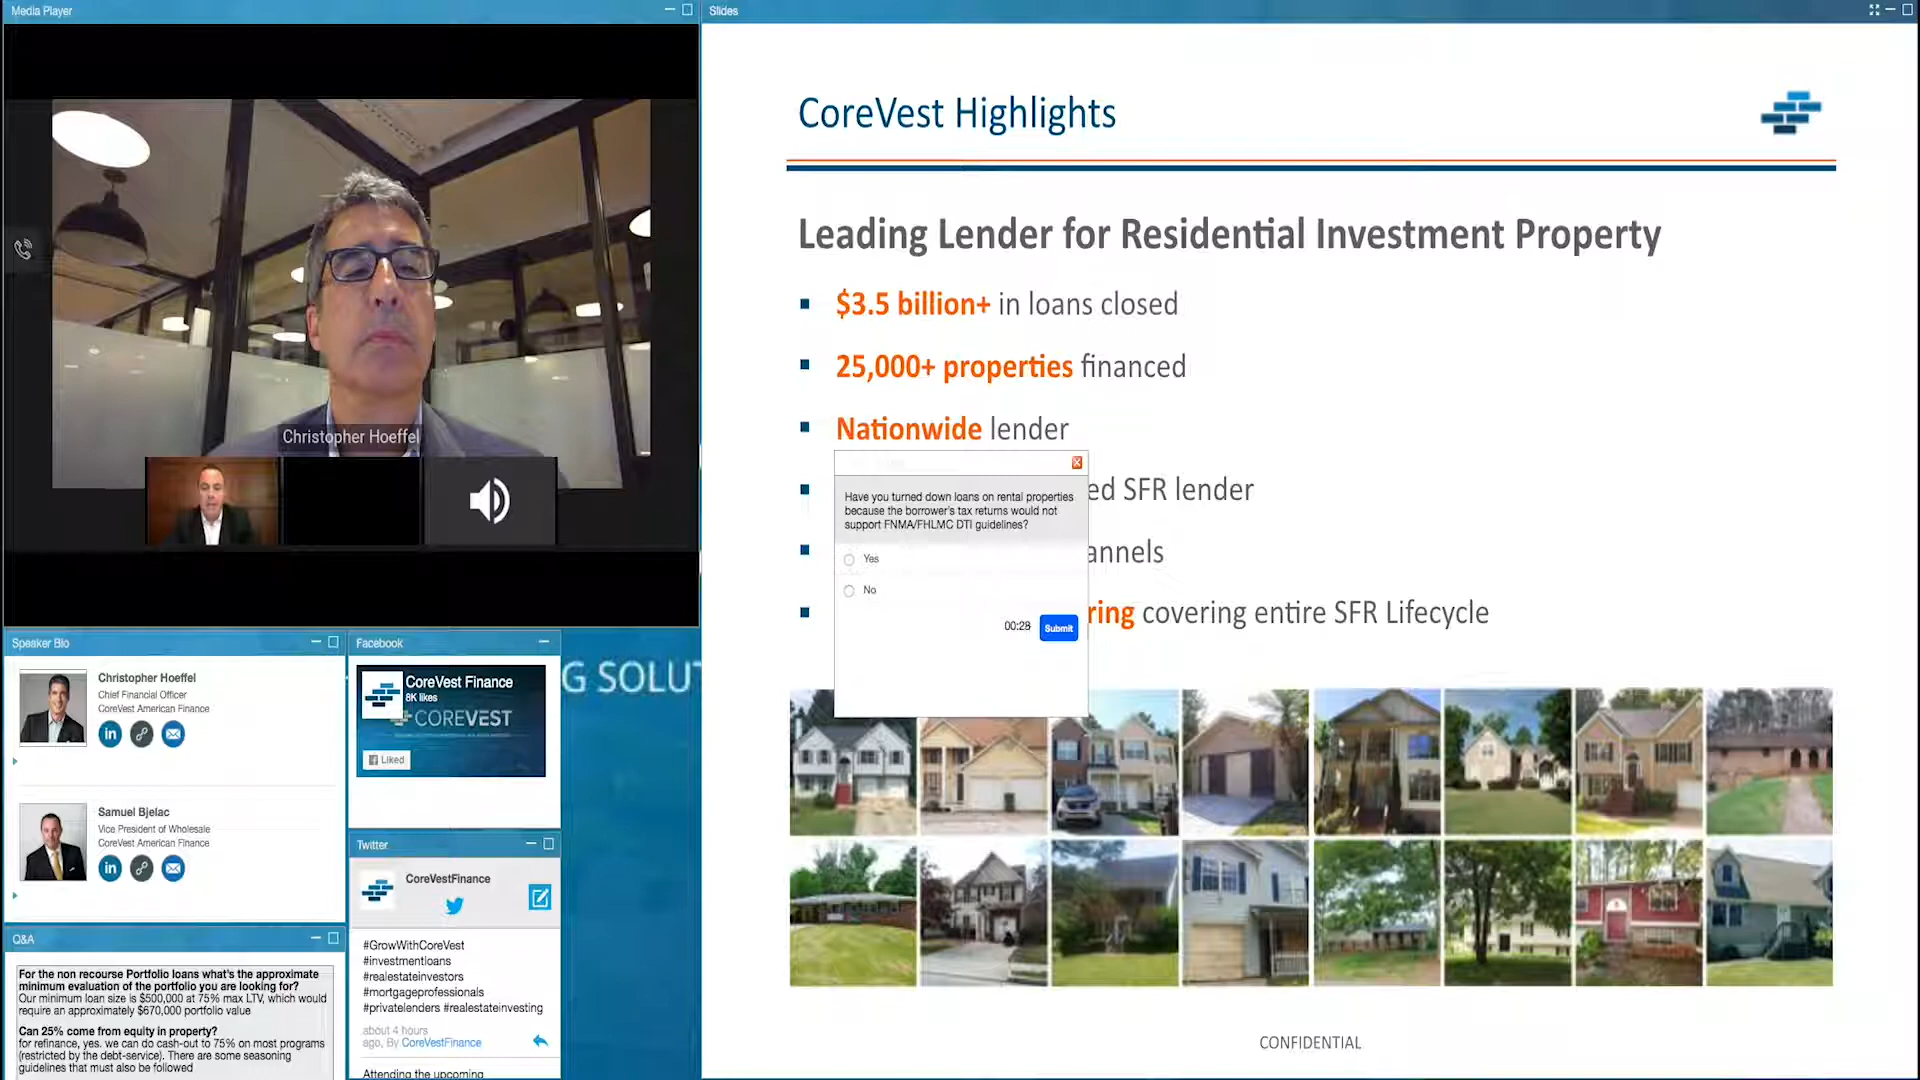 Media Player
Christopher Hoeffel
Speaker Bio
Christopher Hoeffel
Chief Financial Officer
CoreVest American Finance
in
Samuel Bjelac
Vice President of Wholesale
CoreVest American Finance
in
Q&A
For the non recourse Portfolio loans what's the approximate
minimum evaluation of the portfolio you are looking for?
Our minimum loan size is $500,000 at 75% max LTV, which would
require an approximately $670,000 portfolio value
Can 25% come from equity in property?
for refinance, yes. we can do cash-out to 75% on most programs
(restricted by the debt-service). There are some seasoning
guidelines that must also be followed
Facebook
CoreVest Finance
8K likes
COREVEST
Liked
G SOLUT
Twitter
CoreVestFinance
#GrowWithCoreVest
#investmentloans
#realestateinvestors
#mortgageprofessionals
#privatelenders #realestateinvesting
about 4 hours
ago, By CoreVestFinance
Attending the upcoming
Slides
CoreVest Highlights
Leading Lender for Residential Investment Property
$3.5 billion+ in loans closed
25,000+ properties financed
Nationwide lender
ed SFR lender
annels
ring covering entire SFR Lifecycle
Have you turned down loans on rental properties
because the borrower's tax returns would not
support FNMA/FHLMC DTI guidelines?
Yes
No
00:28
Submit
CONFIDENTIAL